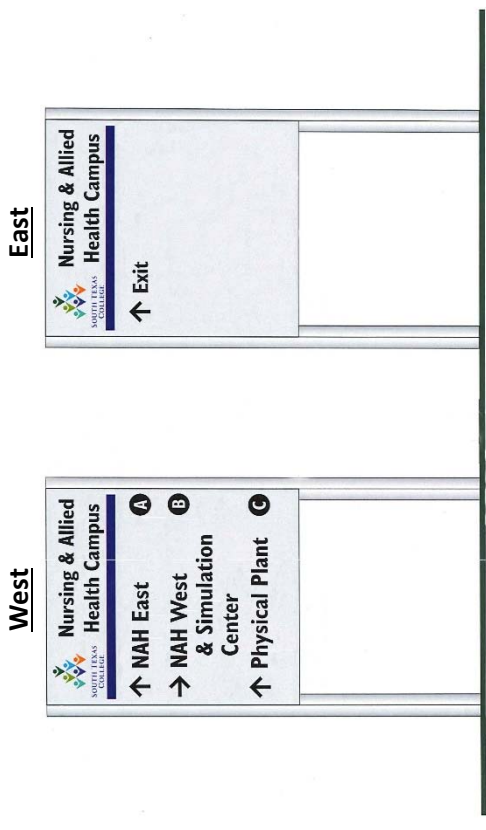 West
SOUTH TEXAS
COLLEGE
Nursing & Allied
Health Campus
NAH East A
NAH West B
& Simulation
Center
Physical Plant C
East
SOUTH TEXAS
COLLEGE
Nursing & Allied
Health Campus
Exit